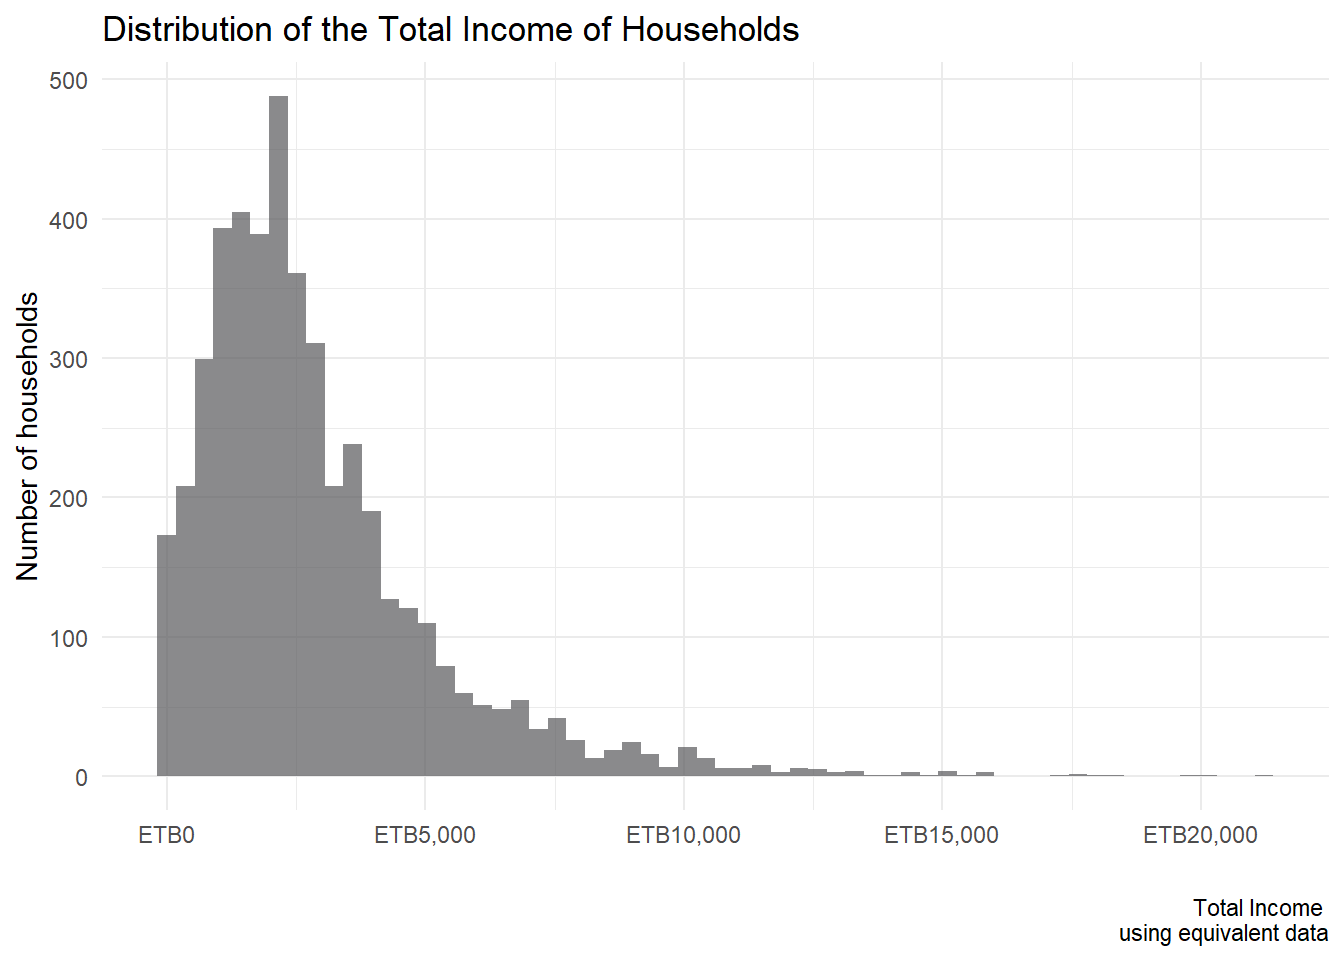 Distribution of the Total Income of Households
500
400
300
200
100
0
Number of households
ETB0
ETB5,000
ETB10,000
ETB15,000
ETB20,000
Total Income
using equivalent data